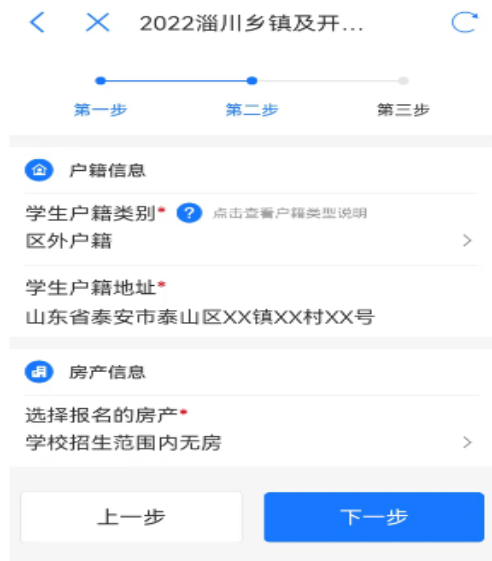 2022淄川乡镇及开...
第一步
第二步
第三步
户籍信息
学生户籍类别* ? 点击查看户籍类型说明
区外户籍
学生户籍地址*
山东省泰安市泰山区XX镇XX村XX号
房产信息
选择报名的房产*
学校招生范围内无房
上一步
下一步